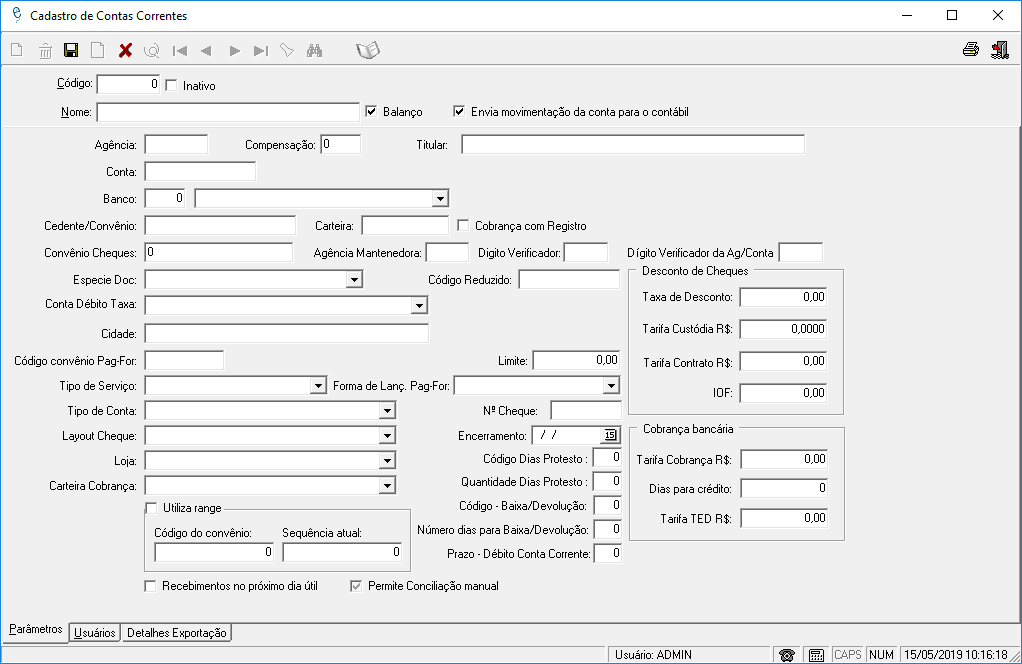 Cadastro de Contas Correntes
Código: 0 Inativo
Nome: Balanço Envia movimentação da conta para o contábil
Agência: Compensação: 0 Titular:
Conta:
Banco: 0
Cedente/Convênio: Carteira: Cobrança com Registro
Convênio Cheques: 0 Agência Mantenedora: Digito Verificador: Dígito Verificador da Ag/Conta
Desconto de Cheques
Especie Doc: Código Reduzido:
Taxa de Desconto: 0,00
Conta Débito Taxa:
Tarifa Custódia R$: 0,0000
Cidade:
Código convênio Pag-For: Limite: 0,00
Tarifa Contrato R$: 0,00
Tipo de Serviço: Forma de Lanç. Pag-For:
IOF: 0,00
Tipo de Conta: Nº Cheque:
Layout Cheque: Encerramento: / / 15
Cobrança bancária
Loja: Código Dias Protesto : 0
Tarifa Cobrança R$: 0,00
Carteira Cobrança: Quantidade Dias Protesto : 0
Dias para crédito: 0
Utiliza range Código - Baixa/Devolução: 0
Tarifa TED R$: 0,00
Código do convênio: Sequência atual: Número dias para Baixa/Devolução: 0
0 0 Prazo - Débito Conta Corrente: 0
Recebimentos no próximo dia útil Permite Conciliação manual
Parâmetros Usuários Detalhes Exportação
Usuário: ADMIN CAPS NUM 15/05/2019 10:16:18